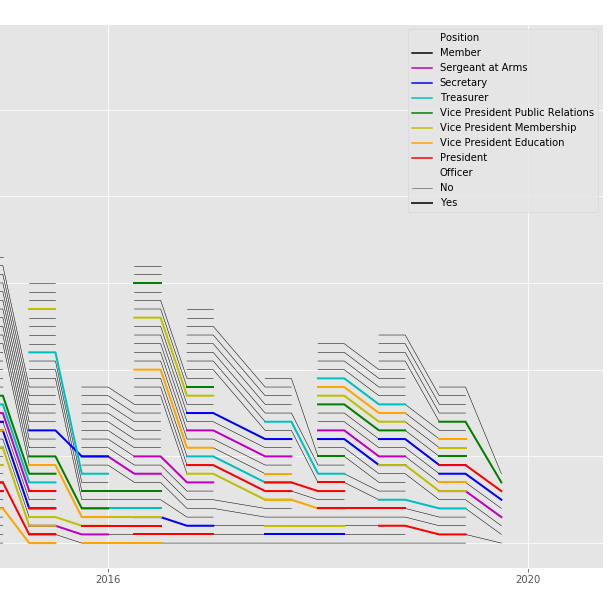 Position
Member
Sergeant at Arms
Secretary
Treasurer
Vice President Public Relations
Vice President Membership
Vice President Education
President
Officer
No
Yes
2016
2020